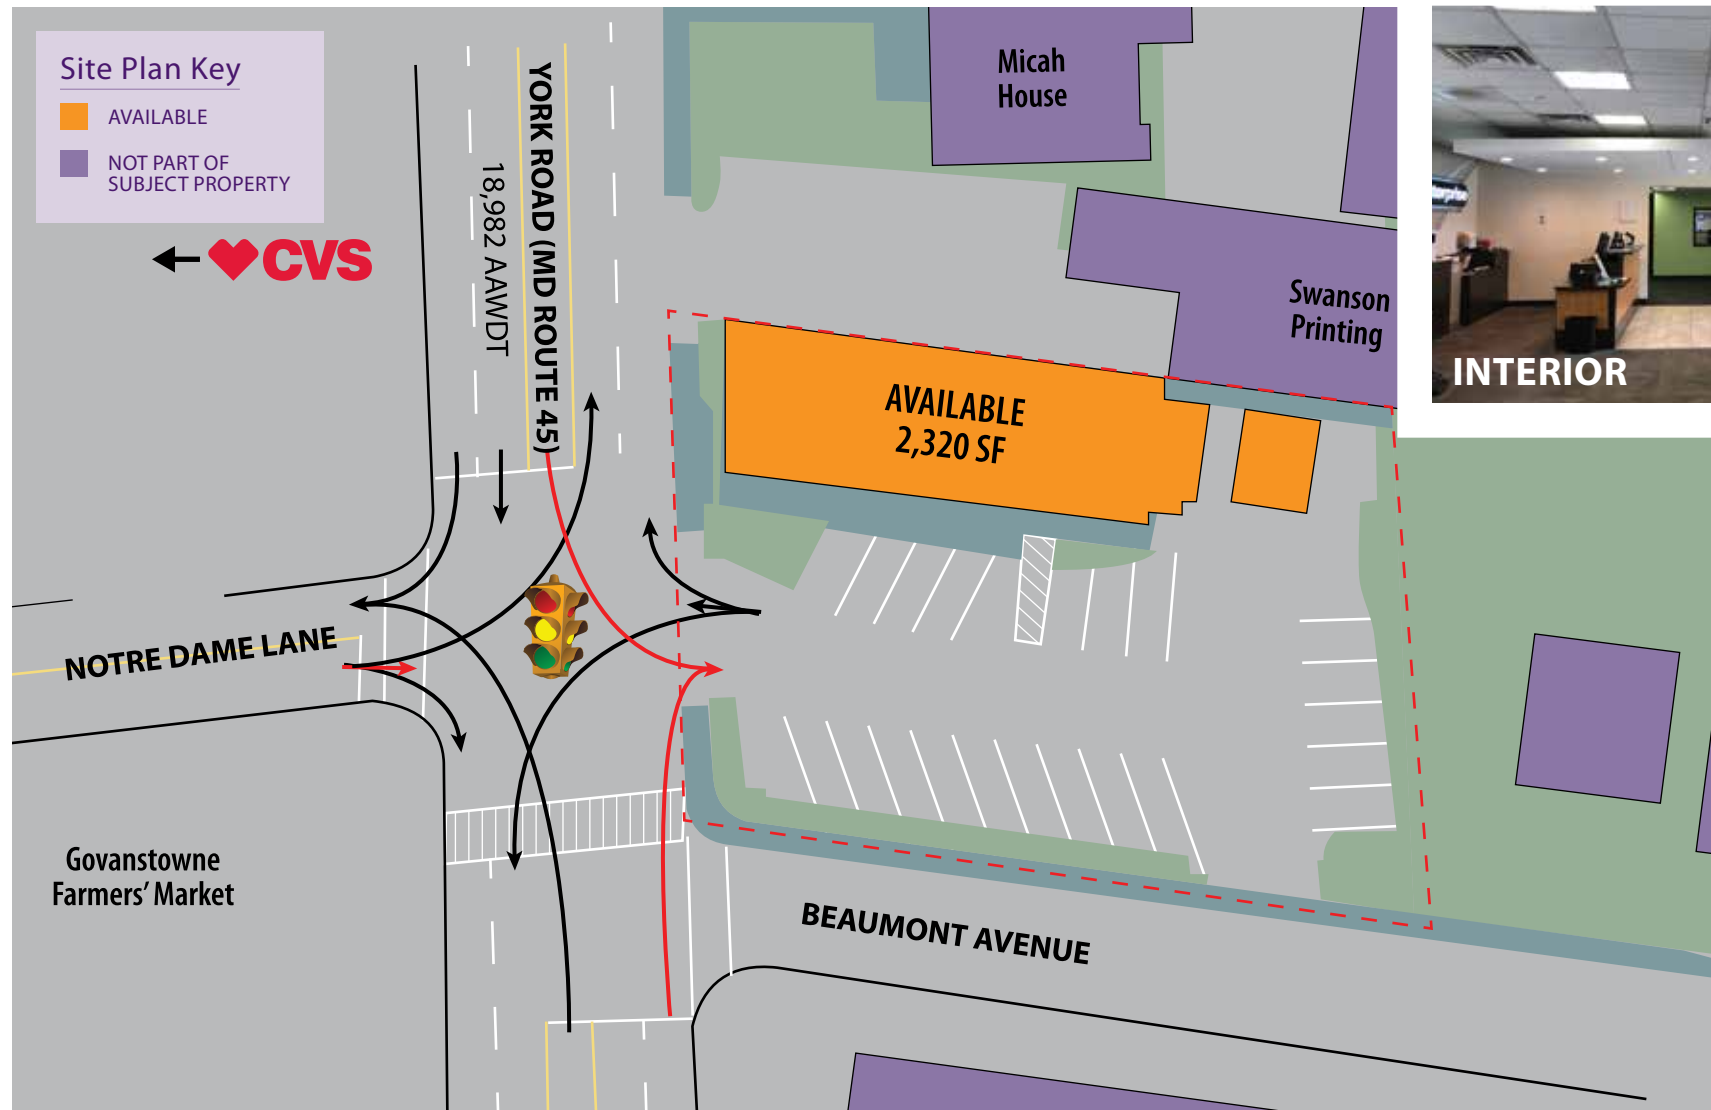 Site Plan Key
AVAILABLE
NOT PART OF
SUBJECT PROPERTY
CVS
YORK ROAD (MD ROUTE 45)
18,982 AAWDT
Micah
House
Swanson
Printing
AVAILABLE
2,320 SF
INTERIOR
NOTRE DAME LANE
Govanstowne
Farmers’ Market
BEAUMONT AVENUE